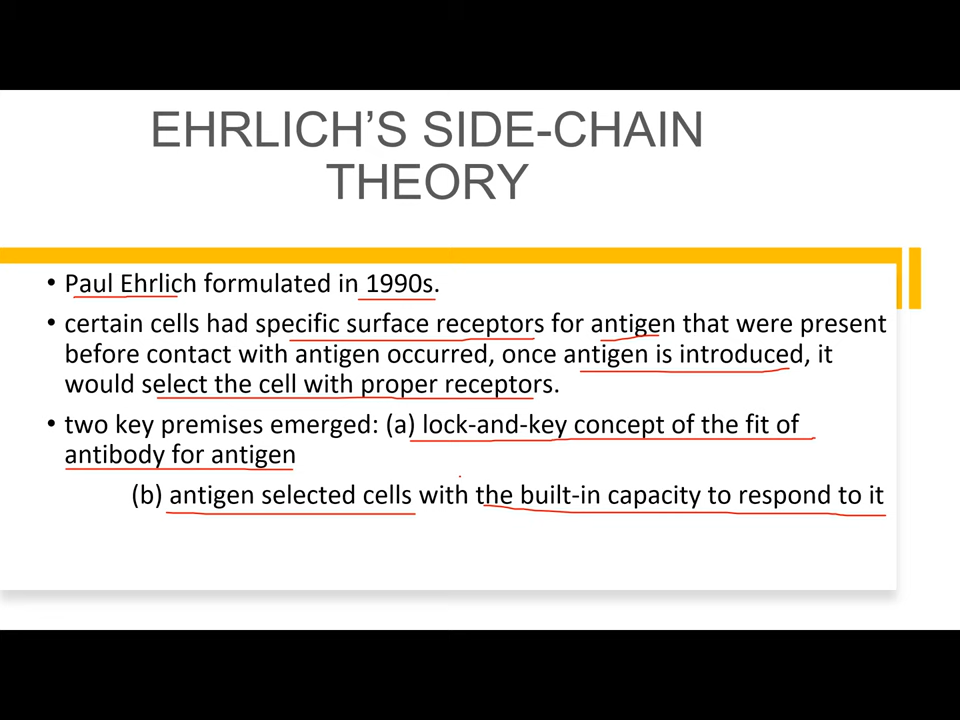 EHRLICH’S SIDE-CHAIN
THEORY
• Paul Ehrlich formulated in 1990s.
• certain cells had specific surface receptors for antigen that were present
before contact with antigen occurred, once antigen is introduced, it
would select the cell with proper receptors.
• two key premises emerged: (a) lock-and-key concept of the fit of
antibody for antigen
(b) antigen selected cells with the built-in capacity to respond to it